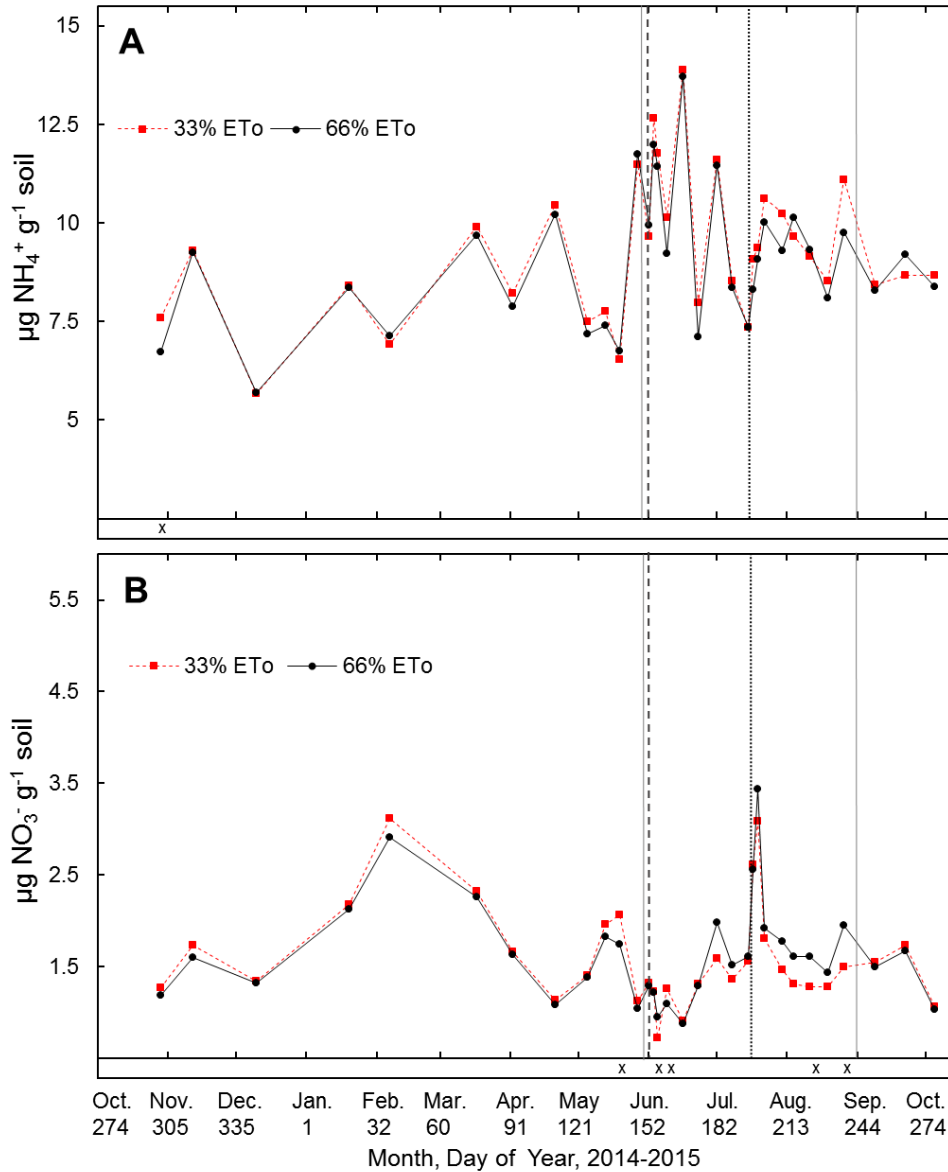 15
A
33% ETo 66% ETo
12.5
10
7.5
5
µg NH₄⁺ g⁻¹ soil
x
B
5.5
33% ETo 66% ETo
4.5
3.5
2.5
1.5
µg NO₃⁻ g⁻¹ soil
x x x x x
Oct. Nov. Dec. Jan. Feb. Mar. Apr. May Jun. Jul. Aug. Sep. Oct.
274 305 335 1 32 60 91 121 152 182 213 244 274
Month, Day of Year, 2014-2015